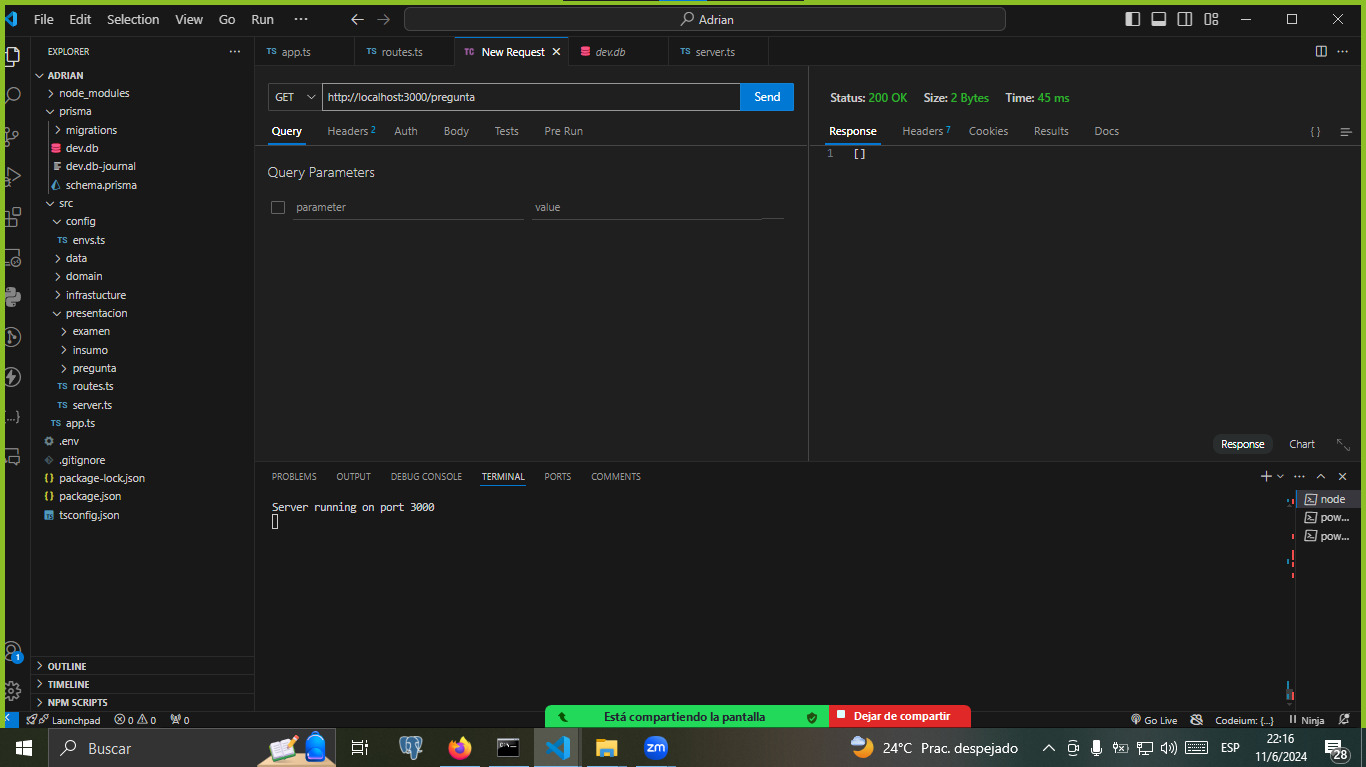 File Edit Selection View Go Run ··· Adrian
EXPLORER ···
TS app.ts TS routes.ts TC New Request dev.db TS server.ts ···
ADRIAN
node_modules
prisma
migrations
dev.db
dev.db-journal
schema.prisma
src
config
TS envs.ts
data
domain
infrastucture
presentacion
examen
insumo
pregunta
TS routes.ts
TS server.ts
TS app.ts
.env
.gitignore
{} package-lock.json
{} package.json
TS tsconfig.json
OUTLINE
TIMELINE
NPM SCRIPTS
GET http://localhost:3000/pregunta Send
Query Headers 2 Auth Body Tests Pre Run
Query Parameters
parameter value
Status: 200 OK Size: 2 Bytes Time: 45 ms
Response Headers 7 Cookies Results Docs { }
1 []
Response Chart
PROBLEMS OUTPUT DEBUG CONSOLE TERMINAL PORTS COMMENTS ···
Server running on port 3000
node
pow...
pow...
1
Launchpad 0 0 0 Go Live Codeium: {...} Ninja
Está compartiendo la pantalla Dejar de compartir
Buscar zm 24°C Prac. despejado ESP
22:16
11/6/2024
28